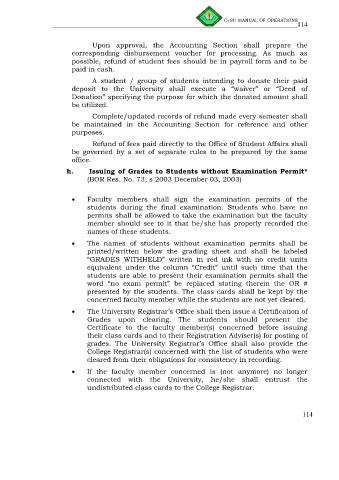 CvSU MANUAL OF OPERATIONS
114
Upon approval, the Accounting Section shall prepare the
corresponding disbursement voucher for processing. As much as
possible, refund of student fees should be in payroll form and to be
paid in cash.
A student / group of students intending to donate their paid
deposit to the University shall execute a “waiver” or “Deed of
Donation” specifying the purpose for which the donated amount shall
be utilized.
Complete/updated records of refund made every semester shall
be maintained in the Accounting Section for reference and other
purposes.
Refund of fees paid directly to the Office of Student Affairs shall
be governed by a set of separate rules to be prepared by the same
office.
h. Issuing of Grades to Students without Examination Permit*
(BOR Res. No. 73, s 2003 December 03, 2003)
• Faculty members shall sign the examination permits of the
students during the final examination. Students who have no
permits shall be allowed to take the examination but the faculty
member should see to it that he/she has properly recorded the
names of these students.
• The names of students without examination permits shall be
printed/written below the grading sheet and shall be labeled
“GRADES WITHHELD” written in red ink with no credit units
equivalent under the column “Credit” until such time that the
students are able to present their examination permits shall the
word “no exam permit” be replaced stating therein the OR #
presented by the students. The class cards shall be kept by the
concerned faculty member while the students are not yet cleared.
• The University Registrar’s Office shall then issue a Certification of
Grades upon clearing. The students should present the
Certificate to the faculty member(s) concerned before issuing
their class cards and to their Registration Adviser(s) for posting of
grades. The University Registrar’s Office shall also provide the
College Registrar(s) concerned with the list of students who were
cleared from their obligations for consistency in recording.
• If the faculty member concerned is (not anymore) no longer
connected with the University, he/she shall entrust the
undistributed class cards to the College Registrar.
114